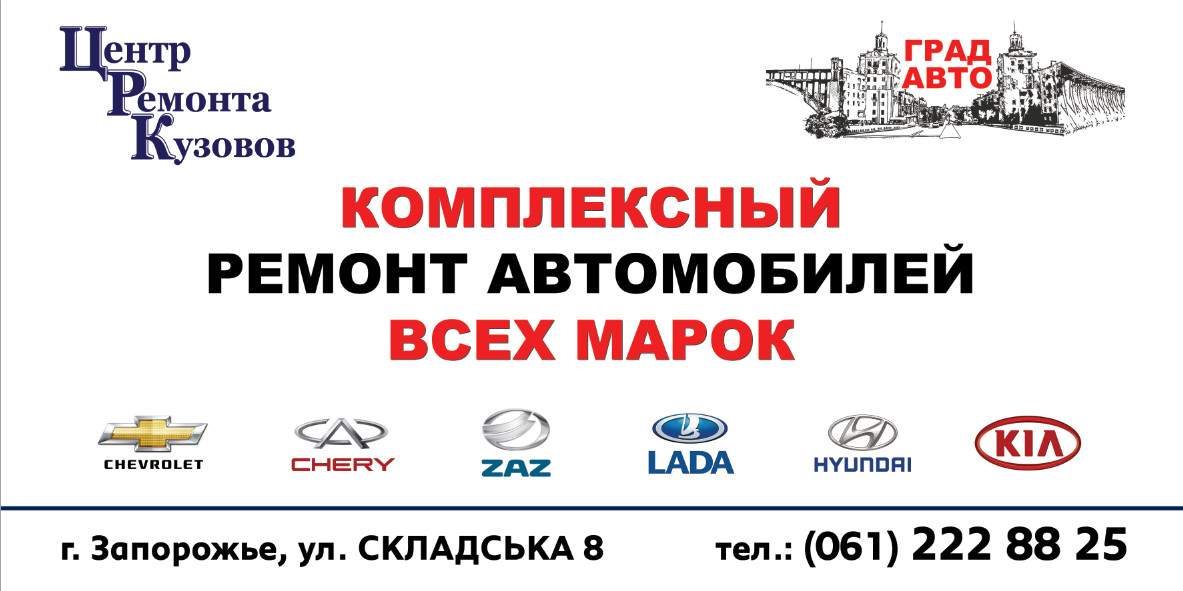 Центр
Ремонта
Кузовов
ГРАД
АВТО
КОМПЛЕКСНЫЙ
РЕМОНТ АВТОМОБИЛЕЙ
ВСЕХ МАРОК
CHEVROLET
CHERY
ZAZ
LADA
HYUNDAI
KIA
г. Запорожье, ул. СКЛАДСЬКА 8
тел.: (061) 222 88 25